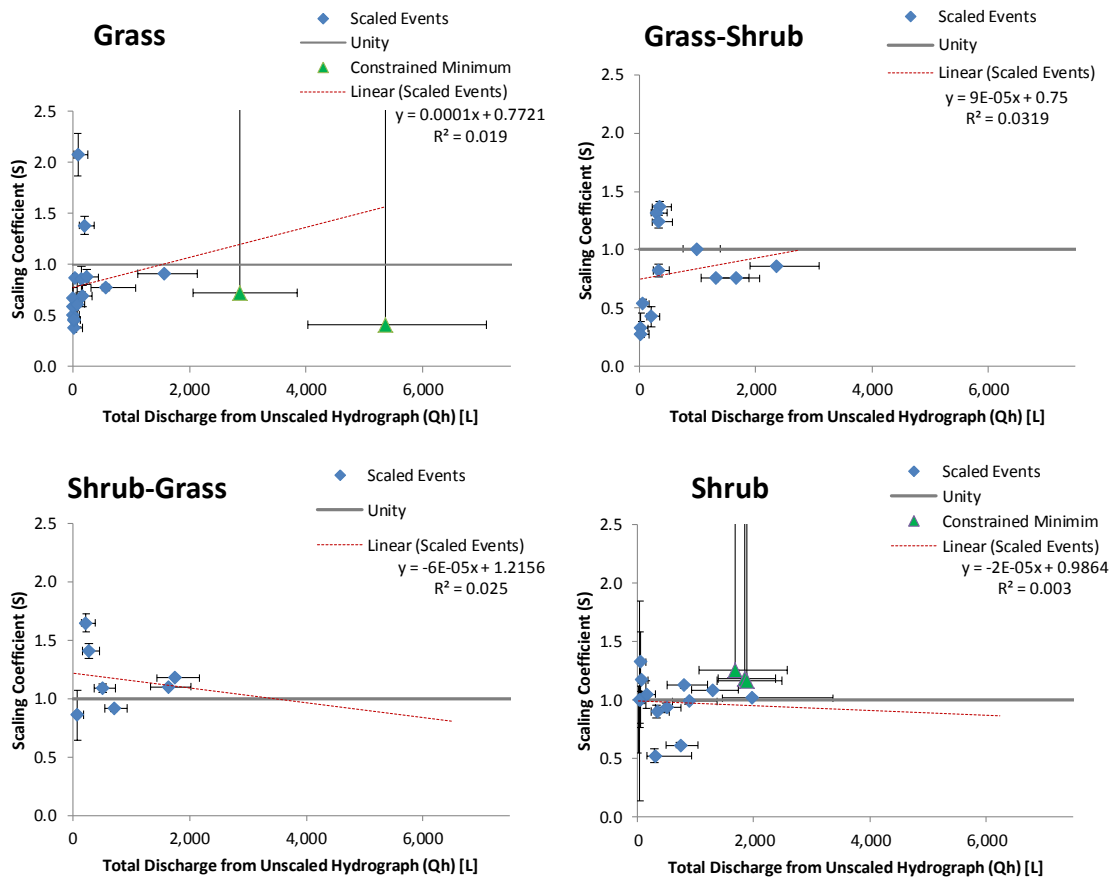 Grass
Scaled Events
Unity
Constrained Minimum
Linear (Scaled Events)
y = 0.0001x + 0.7721
R² = 0.019
2.5
2.0
1.5
1.0
0.5
0.0
Scaling Coefficient (S)
0
2,000
4,000
6,000
Total Discharge from Unscaled Hydrograph (Qh) [L]
Grass-Shrub
Scaled Events
Unity
Linear (Scaled Events)
y = 9E-05x + 0.75
R² = 0.0319
2.5
2.0
1.5
1.0
0.5
0.0
Scaling Coefficient (S)
0
2,000
4,000
6,000
Total Discharge from Unscaled Hydrograph (Qh) [L]
Shrub-Grass
Scaled Events
Unity
Linear (Scaled Events)
y = -6E-05x + 1.2156
R² = 0.025
2.5
2.0
1.5
1.0
0.5
0.0
Scaling Coefficient (S)
0
2,000
4,000
6,000
Total Discharge from Unscaled Hydrograph (Qh) [L]
Shrub
Scaled Events
Unity
Constrained Minimim
Linear (Scaled Events)
y = -2E-05x + 0.9864
R² = 0.003
2.5
2.0
1.5
1.0
0.5
0.0
Scaling Coefficient (S)
0
2,000
4,000
6,000
Total Discharge from Unscaled Hydrograph (Qh) [L]